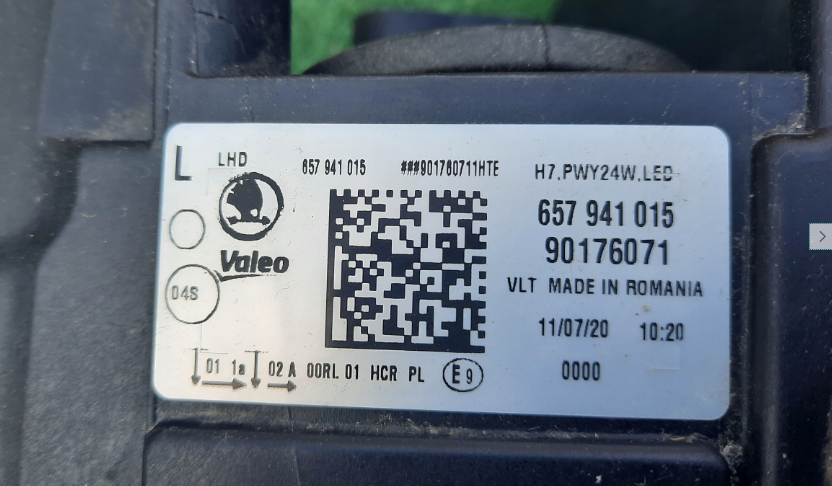 L LHD 657 941 015 ###901760711HTE H7.PWY24W.LED
657 941 015
90176071
Valeo
VLT MADE IN ROMANIA
04S
11/07/20 10:20
01 1a 02 A 00RL 01 HCR PL E9
0000